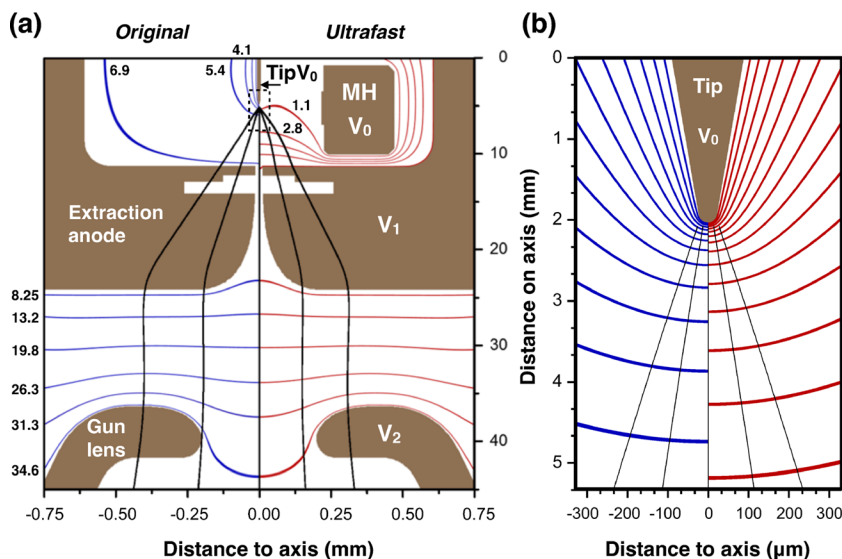 (a)
Original
Ultrafast
4.1
6.9
5.4
TipV₀
1.1
2.8
MH
V₀
Extraction
anode
V₁
8.25
13.2
19.8
26.3
31.3
34.6
Gun
lens
V₂
0
10
20
30
40
-0.75
-0.50
-0.25
0.00
0.25
0.50
0.75
Distance to axis (mm)
(b)
Distance on axis (mm)
0
1
2
3
4
5
Tip
V₀
-300
-200
-100
0
100
200
300
Distance to axis (µm)